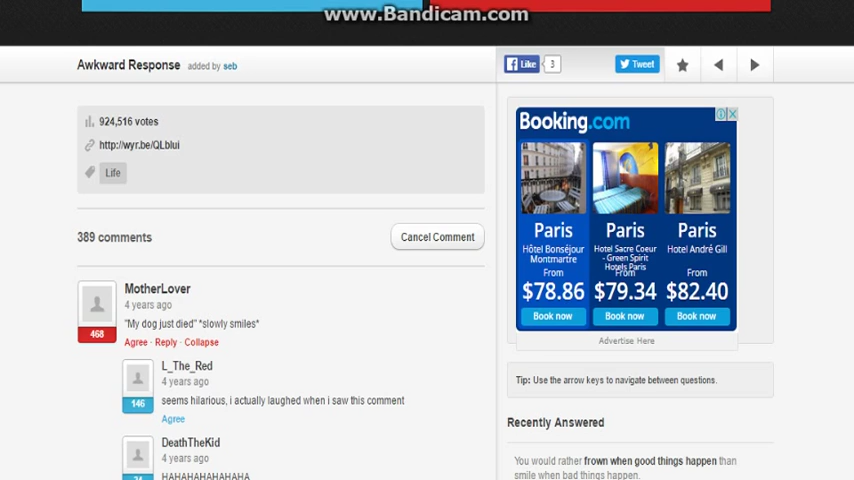 www.Bandicam.com
Awkward Response added by seb
Like 3
Tweet
924,516 votes
http://wyr.be/QLbIui
Life
389 comments
Cancel Comment
MotherLover
4 years ago
468
"My dog just died" *slowly smiles*
Agree · Reply · Collapse
L_The_Red
4 years ago
146
seems hilarious, i actually laughed when i saw this comment
Agree
DeathTheKid
4 years ago
HAHAHAHAHAHAHA
Booking.com
Paris
Hôtel Bonséjour
Montmartre
From
$78.86
Book now
Paris
Hotel Sacre Coeur
- Green Spirit
Hotels Paris
From
$79.34
Book now
Paris
Hotel André Gill
From
$82.40
Book now
Advertise Here
Tip: Use the arrow keys to navigate between questions.
Recently Answered
You would rather frown when good things happen than
smile when bad things happen.